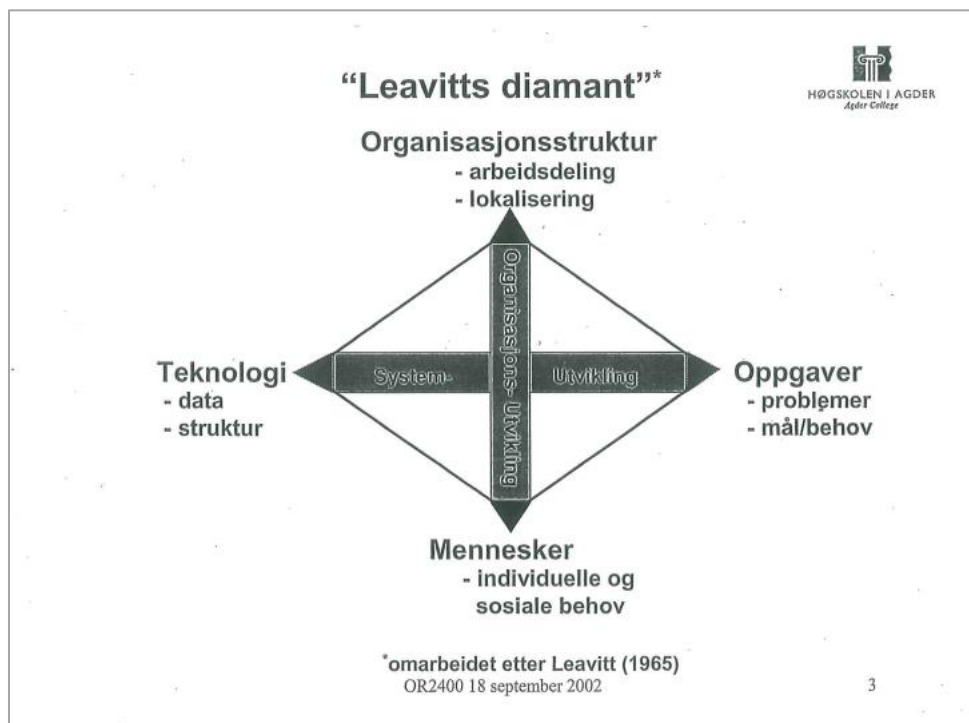 “Leavitts diamant”*
HØGSKOLEN I AGDER
Agder College
Organisasjonsstruktur
- arbeidsdeling
- lokalisering
Organisasjons- Utvikling
Teknologi
- data
- struktur
System-
Utvikling
Oppgaver
- problemer
- mål/behov
Mennesker
- individuelle og
sosiale behov
*omarbeidet etter Leavitt (1965)
OR2400 18 september 2002
3